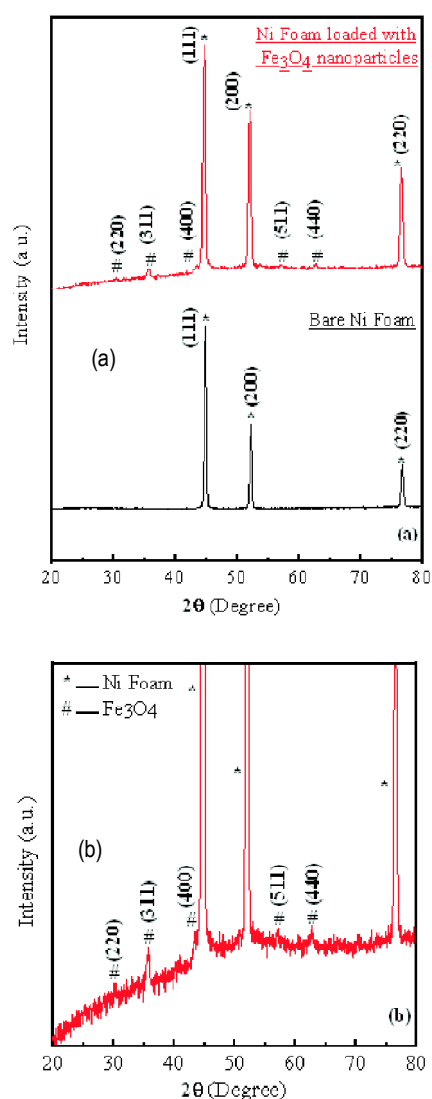 Ni Foam loaded with
Fe3O4 nanoparticles
(111)
*
(200)
*
(220)
*
# (220)
# (311)
# (400)
# (511)
# (440)
Bare Ni Foam
(111)
*
* (200)
* (220)
(a)
(a)
Intensity (a.u.)
20 30 40 50 60 70 80
2θ (Degree)
* — Ni Foam
# — Fe3O4
*
*
*
(b)
# (220)
# (311)
# (400)
# (511)
# (440)
(b)
Intensity (a.u.)
20 30 40 50 60 70 80
2θ (Degree)